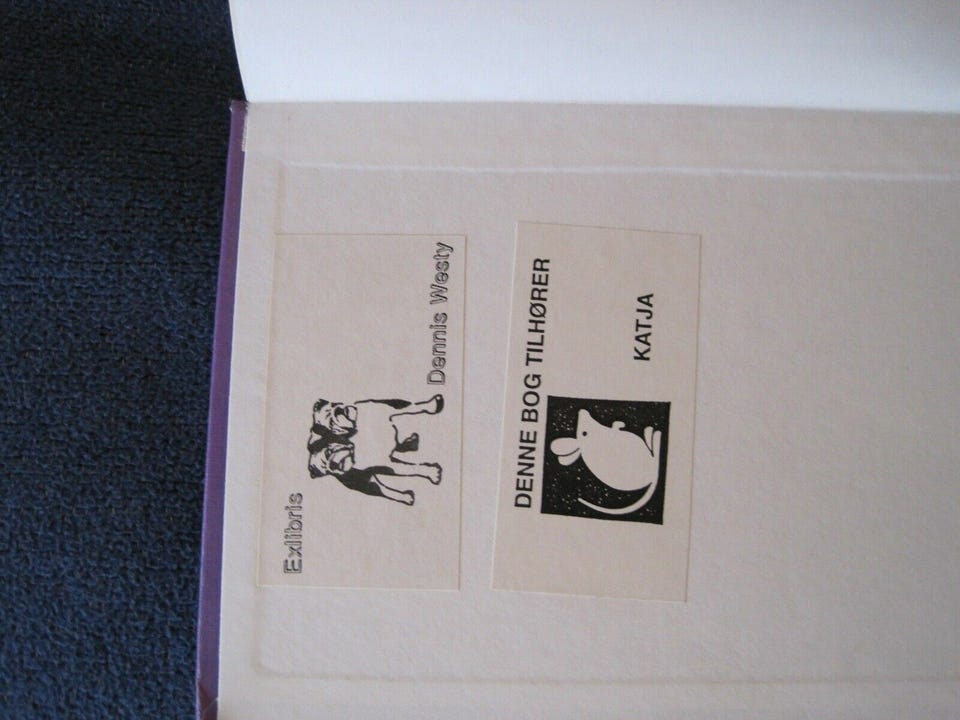 Exlibris
Dennis Westy
DENNE BOG TILHØRER
KATJA